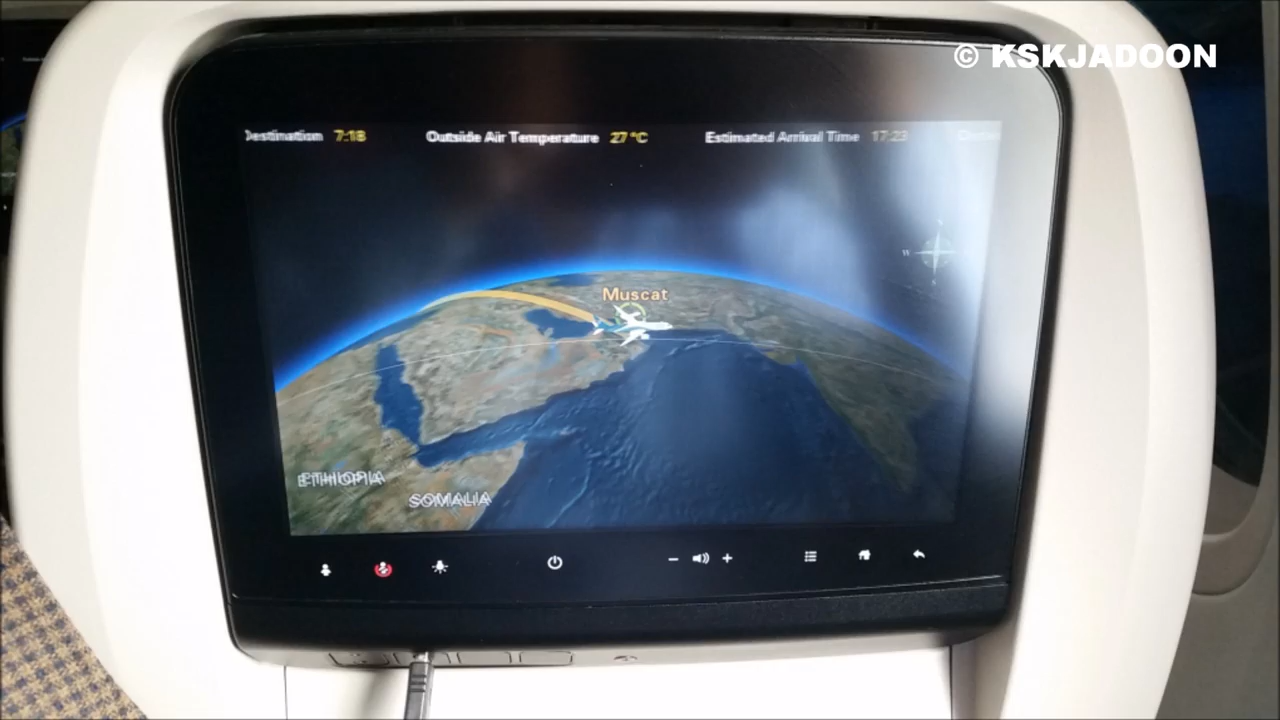 © KSKJADOON
Destination 7:18 Outside Air Temperature 27 °C Estimated Arrival Time 17:23
W
Muscat
ETHIOPIA
SOMALIA